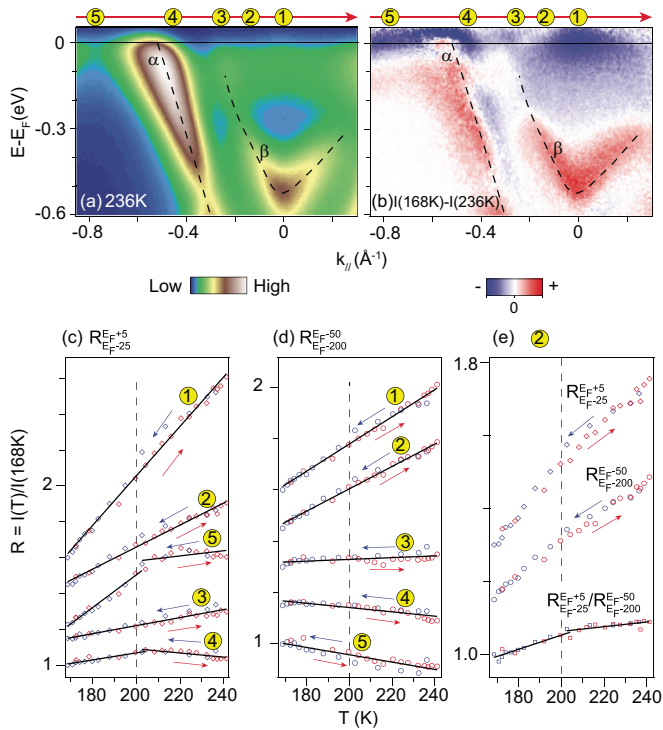 5 4 3 2 1 5 4 3 2 1
0 α α
E-E_F(eV) -0.3
β β
-0.6 (a) 236K (b)I(168K)-I(236K)
-0.8 -0.4 0 -0.8 -0.4 0
k_//(Å⁻¹)
Low High - +
0
(c) R^{E_F+5}_{E_F-25} (d) R^{E_F-50}_{E_F-200} (e) 2
1.8
2
1 1 R^{E_F+5}_{E_F-25}
2
2 R^{E_F-50}_{E_F-200}
R = I(T)/I(168K)
2
5 3
3 4 R^{E_F+5}_{E_F-25}/R^{E_F-50}_{E_F-200}
4 5
1 1 1.0
180 200 220 240 180 200 220 240 180 200 220 240
T (K)